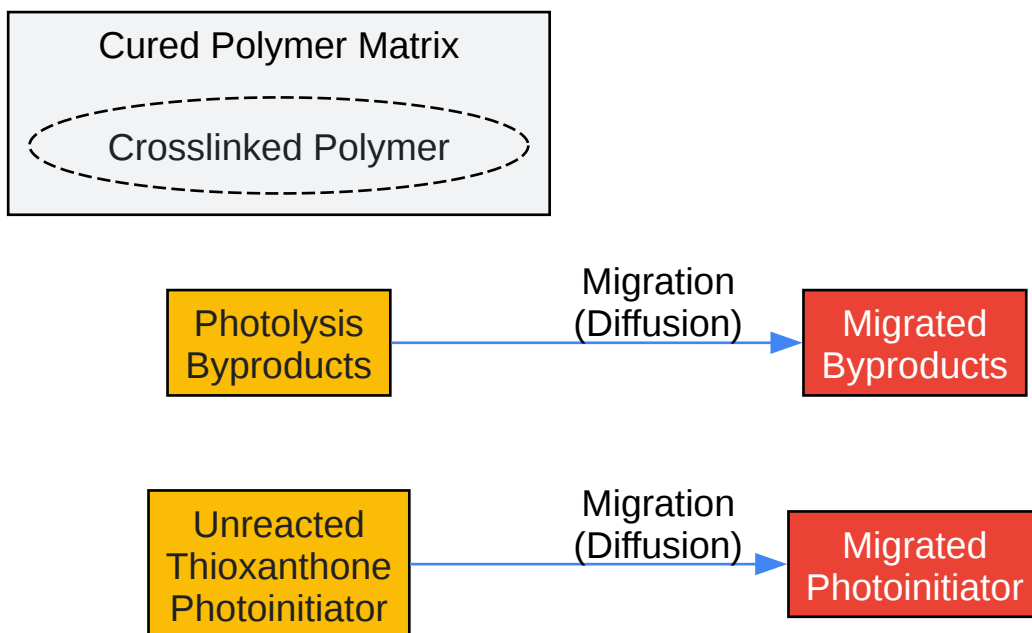 Cured Polymer Matrix
Crosslinked Polymer
Photolysis
Byproducts
Migration
(Diffusion)
Migrated
Byproducts
Unreacted
Thioxanthone
Photoinitiator
Migration
(Diffusion)
Migrated
Photoinitiator